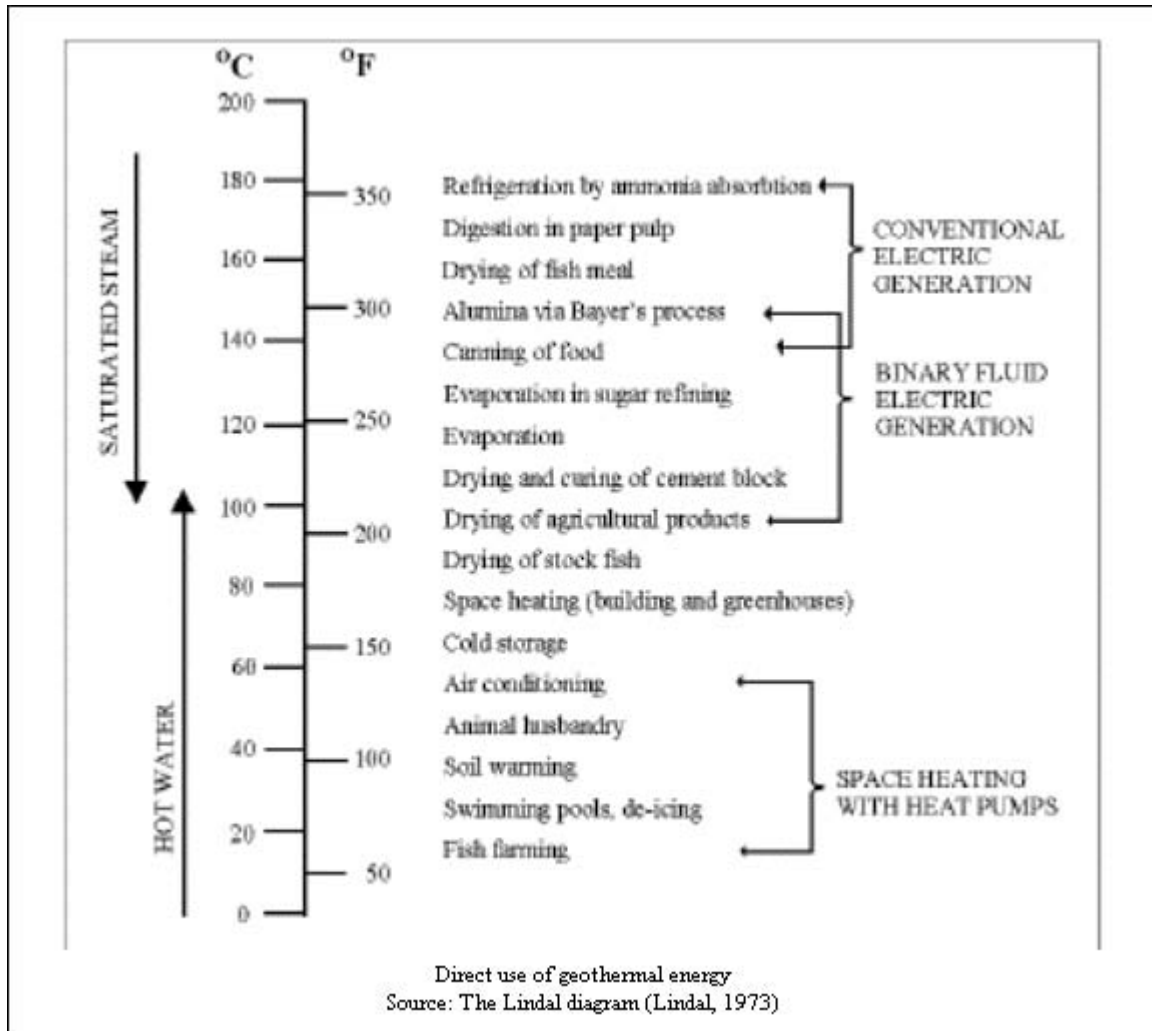 °C
°F
200
180
160
140
120
100
80
60
40
20
0
350
300
250
200
150
100
50
SATURATED STEAM
HOT WATER
Refrigeration by ammonia absorbtion
Digestion in paper pulp
Drying of fish meal
Alumina via Bayer's process
Canning of food
Evaporation in sugar refining
Evaporation
Drying and curing of cement block
Drying of agricultural products
Drying of stock fish
Space heating (building and greenhouses)
Cold storage
Air conditioning
Animal husbandry
Soil warming
Swimming pools, de-icing
Fish farming
CONVENTIONAL
ELECTRIC
GENERATION
BINARY FLUID
ELECTRIC
GENERATION
SPACE HEATING
WITH HEAT PUMPS
Direct use of geothermal energy
Source: The Lindal diagram (Lindal, 1973)